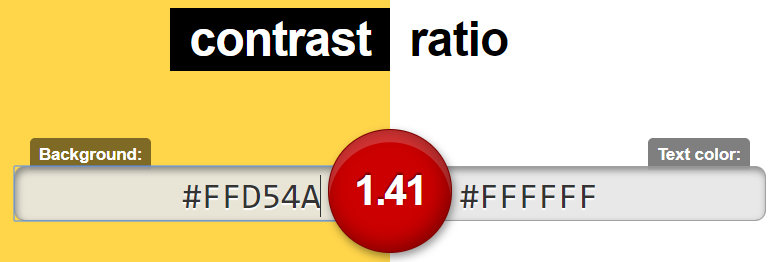 contrast ratio
Background:
Text color:
#FFD54A
1.41
#FFFFFF